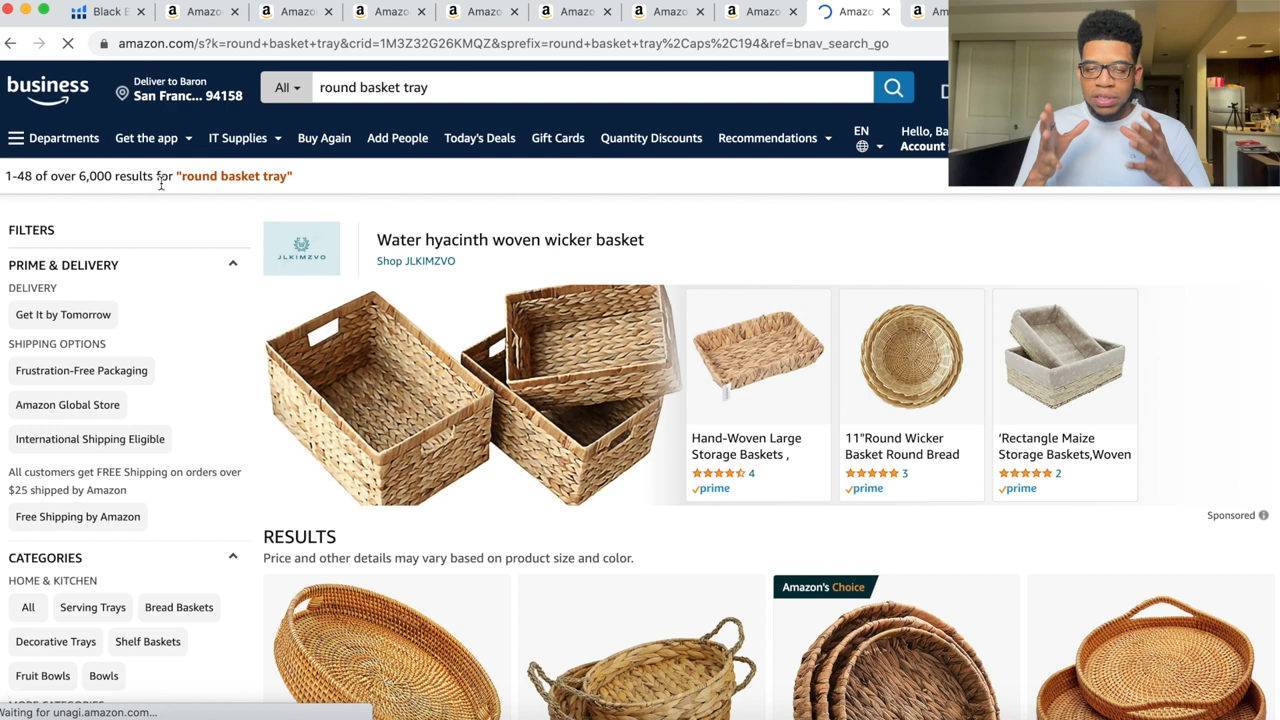 Black B
Amazo
Amazo
Amazo
Amazo
Amazo
Amazo
Amazo
Amazo
Am
amazon.com/s?k=round+basket+tray&crid=1M3Z32G26KMQZ&sprefix=round+basket+tray%2Caps%2C194&ref=bnav_search_go
business
Deliver to Baron
San Franc... 94158
All
round basket tray
Departments
Get the app
IT Supplies
Buy Again
Add People
Today's Deals
Gift Cards
Quantity Discounts
Recommendations
EN
Hello, Ba
Account
1-48 of over 6,000 results for "round basket tray"
FILTERS
PRIME & DELIVERY
DELIVERY
Get It by Tomorrow
SHIPPING OPTIONS
Frustration-Free Packaging
Amazon Global Store
International Shipping Eligible
All customers get FREE Shipping on orders over
$25 shipped by Amazon
Free Shipping by Amazon
CATEGORIES
HOME & KITCHEN
All
Serving Trays
Bread Baskets
Decorative Trays
Shelf Baskets
Fruit Bowls
Bowls
Waiting for unagi.amazon.com...
JLKIMZVO
Water hyacinth woven wicker basket
Shop JLKIMZVO
Hand-Woven Large
Storage Baskets ,
4
prime
11"Round Wicker
Basket Round Bread
3
prime
'Rectangle Maize
Storage Baskets,Woven
2
prime
Sponsored
RESULTS
Price and other details may vary based on product size and color.
Amazon's Choice